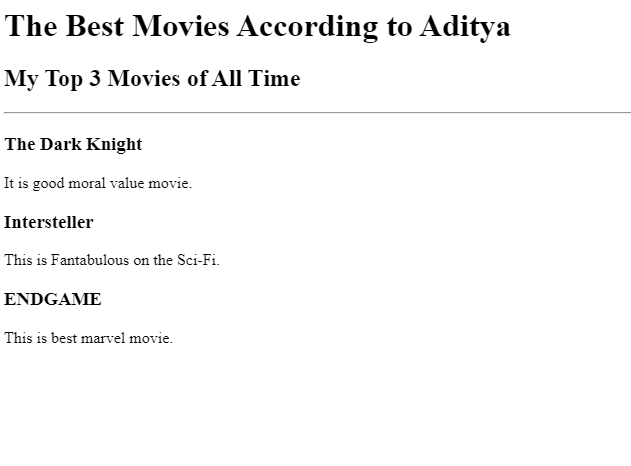 The Best Movies According to Aditya
My Top 3 Movies of All Time
The Dark Knight
It is good moral value movie.
Intersteller
This is Fantabulous on the Sci-Fi.
ENDGAME
This is best marvel movie.